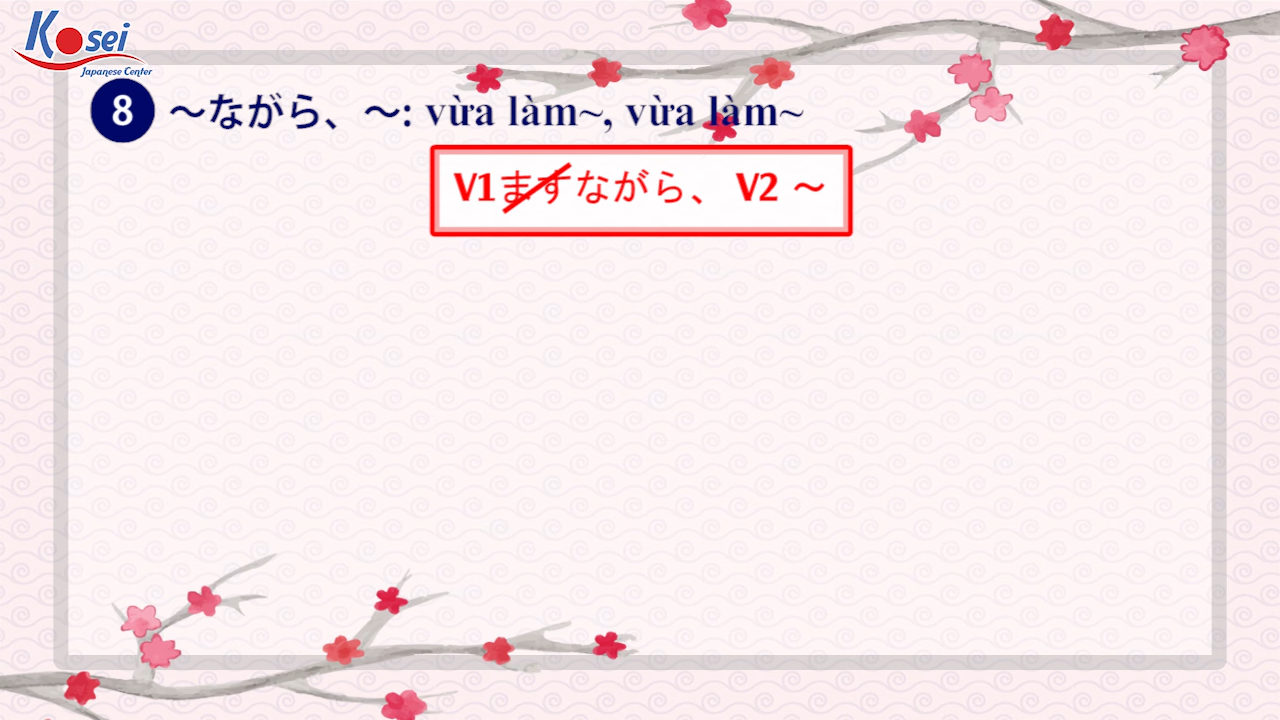 Kosei
Japanese Center
8 ～ながら、～: vừa làm~, vừa làm~
V1ますながら、 V2 ～